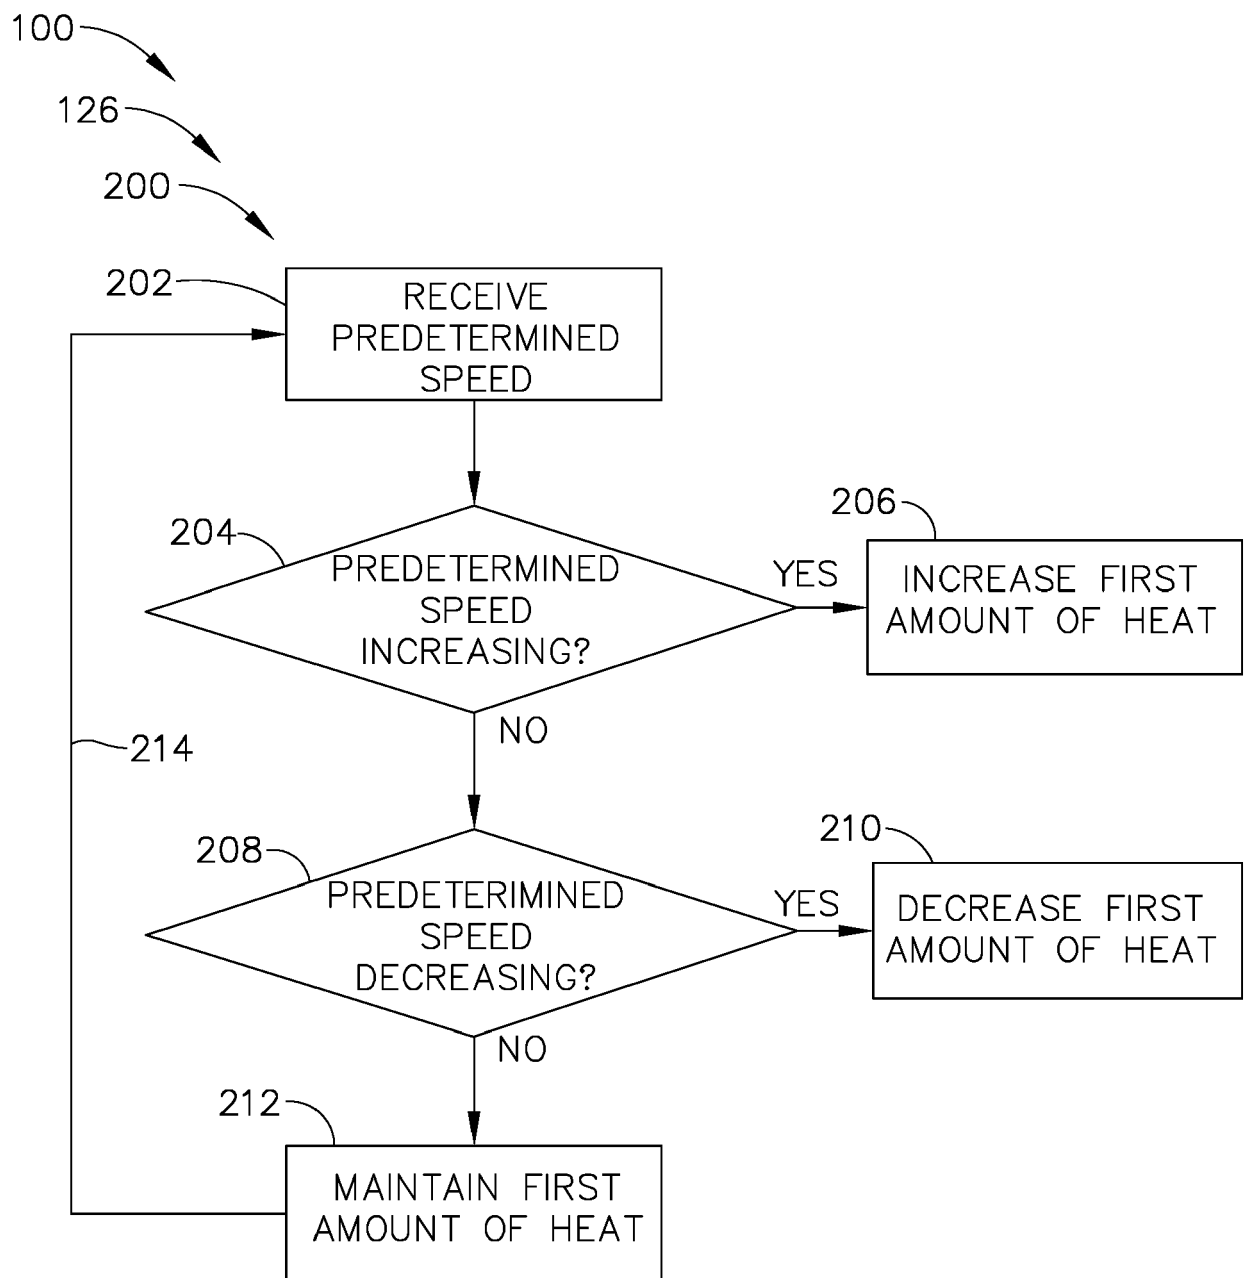 100
126
200
202
RECEIVE
PREDETERMINED
SPEED
204
PREDETERMINED
SPEED
INCREASING?
YES
206
INCREASE FIRST
AMOUNT OF HEAT
NO
214
208
PREDETERIMINED
SPEED
DECREASING?
YES
210
DECREASE FIRST
AMOUNT OF HEAT
NO
212
MAINTAIN FIRST
AMOUNT OF HEAT